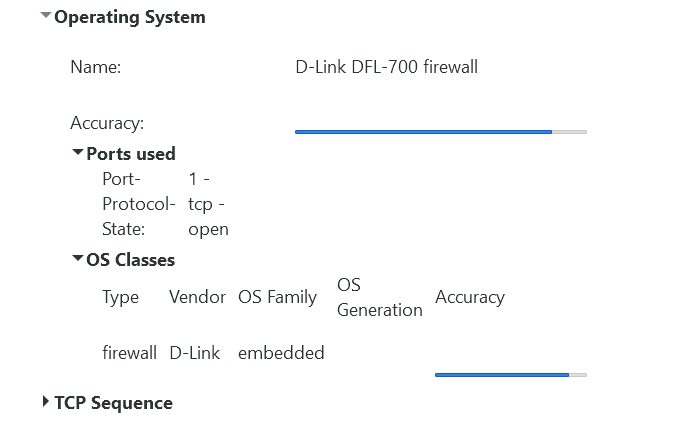 Operating System
Name: D-Link DFL-700 firewall
Accuracy:
Ports used
Port- 1 -
Protocol- tcp -
State: open
OS Classes
Type Vendor OS Family OS Generation Accuracy
firewall D-Link embedded
TCP Sequence